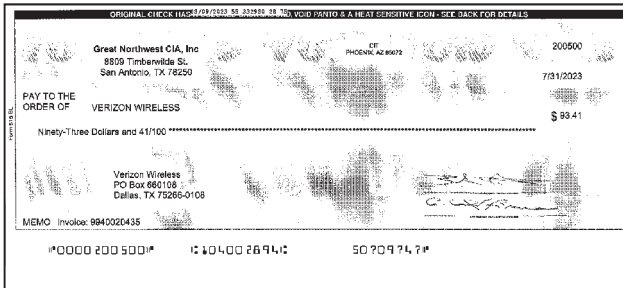 ORIGINAL CHECK HAS
VOID PANTO & A HEAT SENSITIVE ICON - SEE BACK FOR DETAILS
Great Northwest CIA, Inc
8809 Timberwilde St.
San Antonio, TX 78250
CIT
PHOENIX, AZ 85072
200500
7/31/2023
PAY TO THE
ORDER OF VERIZON WIRELESS
$ 93.41
Ninety-Three Dollars and 41/100
Verizon Wireless
PO Box 660108
Dallas, TX 75266-0108
MEMO Invoice: 9940020435
⑈0000200500⑈ ⑆104002894⑆ 50709747⑈